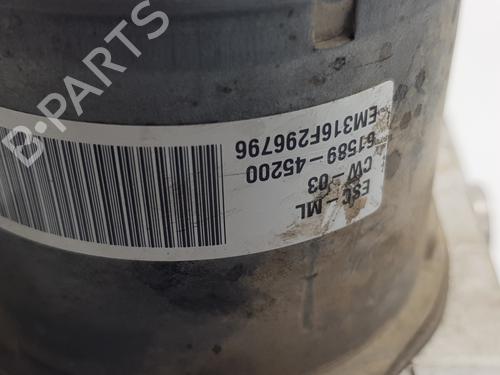 B-PARTS
ESC - ML
CW - 03
61589-45200
EM316F296796